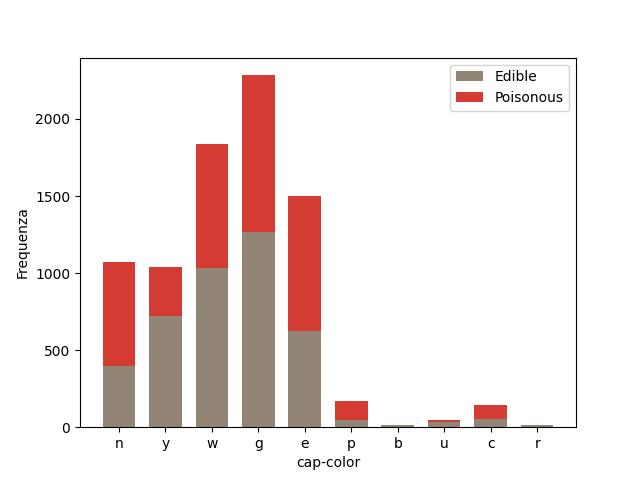 Edible
Poisonous
2000
1500
1000
500
0
Frequenza
n y w g e p b u c r
cap-color